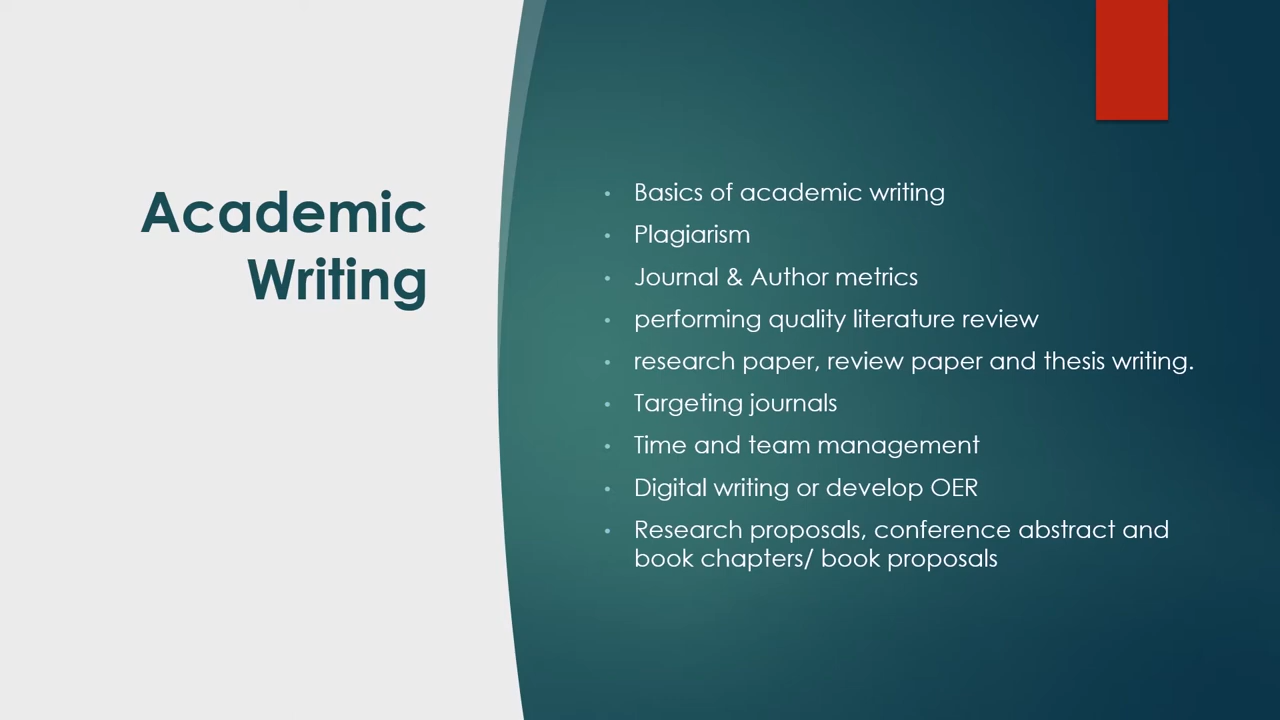 Academic
Writing
• Basics of academic writing
• Plagiarism
• Journal & Author metrics
• performing quality literature review
• research paper, review paper and thesis writing.
• Targeting journals
• Time and team management
• Digital writing or develop OER
• Research proposals, conference abstract and
book chapters/ book proposals